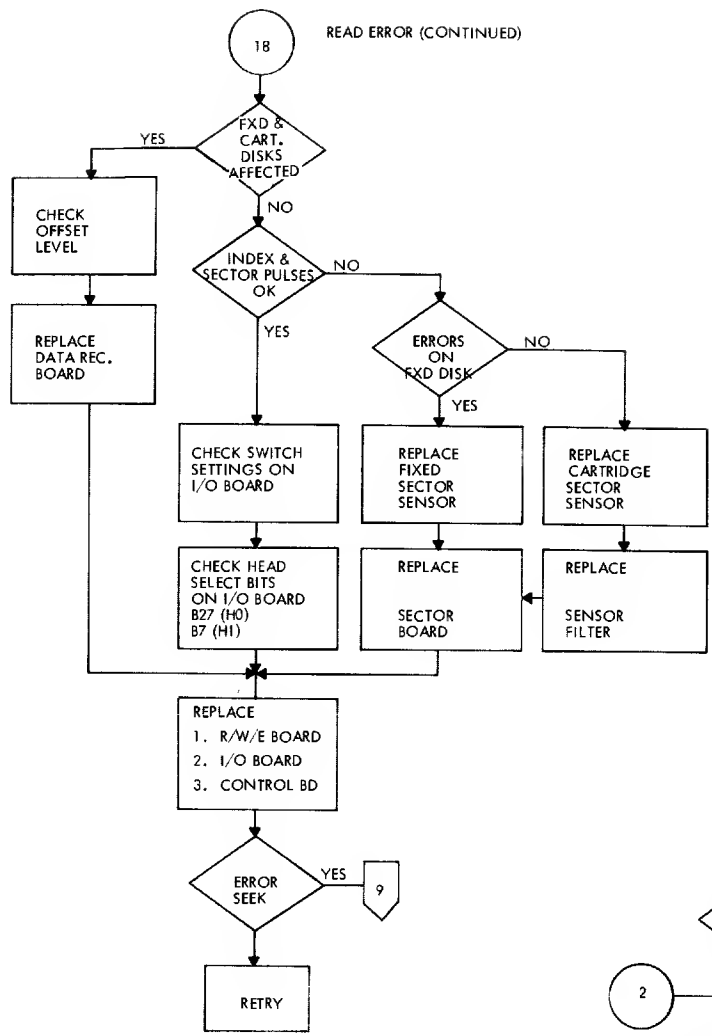 READ ERROR (CONTINUED)
18
FXD &
CART.
DISKS
AFFECTED
YES
NO
CHECK
OFFSET
LEVEL
REPLACE
DATA REC.
BOARD
INDEX &
SECTOR PULSES
OK
NO
YES
ERRORS
ON
FXD DISK
NO
YES
CHECK SWITCH
SETTINGS ON
I/O BOARD
REPLACE
FIXED
SECTOR
SENSOR
REPLACE
CARTRIDGE
SECTOR
SENSOR
CHECK HEAD
SELECT BITS
ON I/O BOARD
B27 (H0)
B7 (H1)
REPLACE
SECTOR
BOARD
REPLACE
SENSOR
FILTER
REPLACE
1. R/W/E BOARD
2. I/O BOARD
3. CONTROL BD
ERROR
SEEK
YES
9
RETRY
2